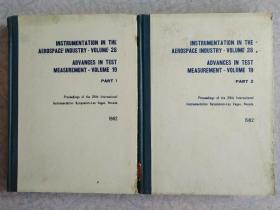 INSTRUMENTATION IN THE
AEROSPACE INDUSTRY - VOLUME 28
ADVANCES IN TEST
MEASUREMENT - VOLUME 19
PART 1
Proceedings of the 28th International
Instrumentation Symposium-Las Vegas, Nevada
1982
INSTRUMENTATION IN THE
AEROSPACE INDUSTRY - VOLUME 28
ADVANCES IN TEST
MEASUREMENT - VOLUME 19
PART 2
Proceedings of the 28th International
Instrumentation Symposium-Las Vegas, Nevada
1982